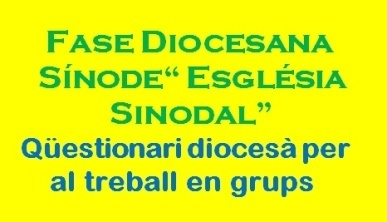 Fase Diocesana
Sínode“ Església
Sinodal”
Qüestionari diocesà per
al treball en grups